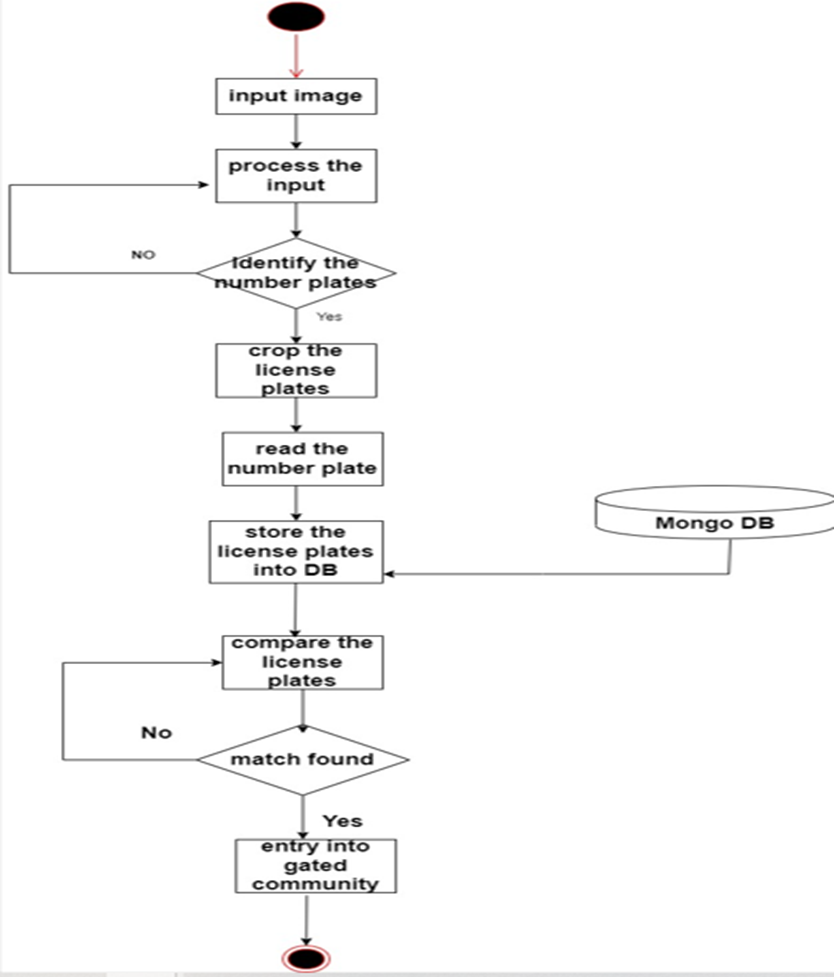 input image
process the
input
NO
Identify the
number plates
Yes
crop the
license
plates
read the
number plate
store the
license plates
into DB
Mongo DB
compare the
license
plates
No
match found
Yes
entry into
gated
community